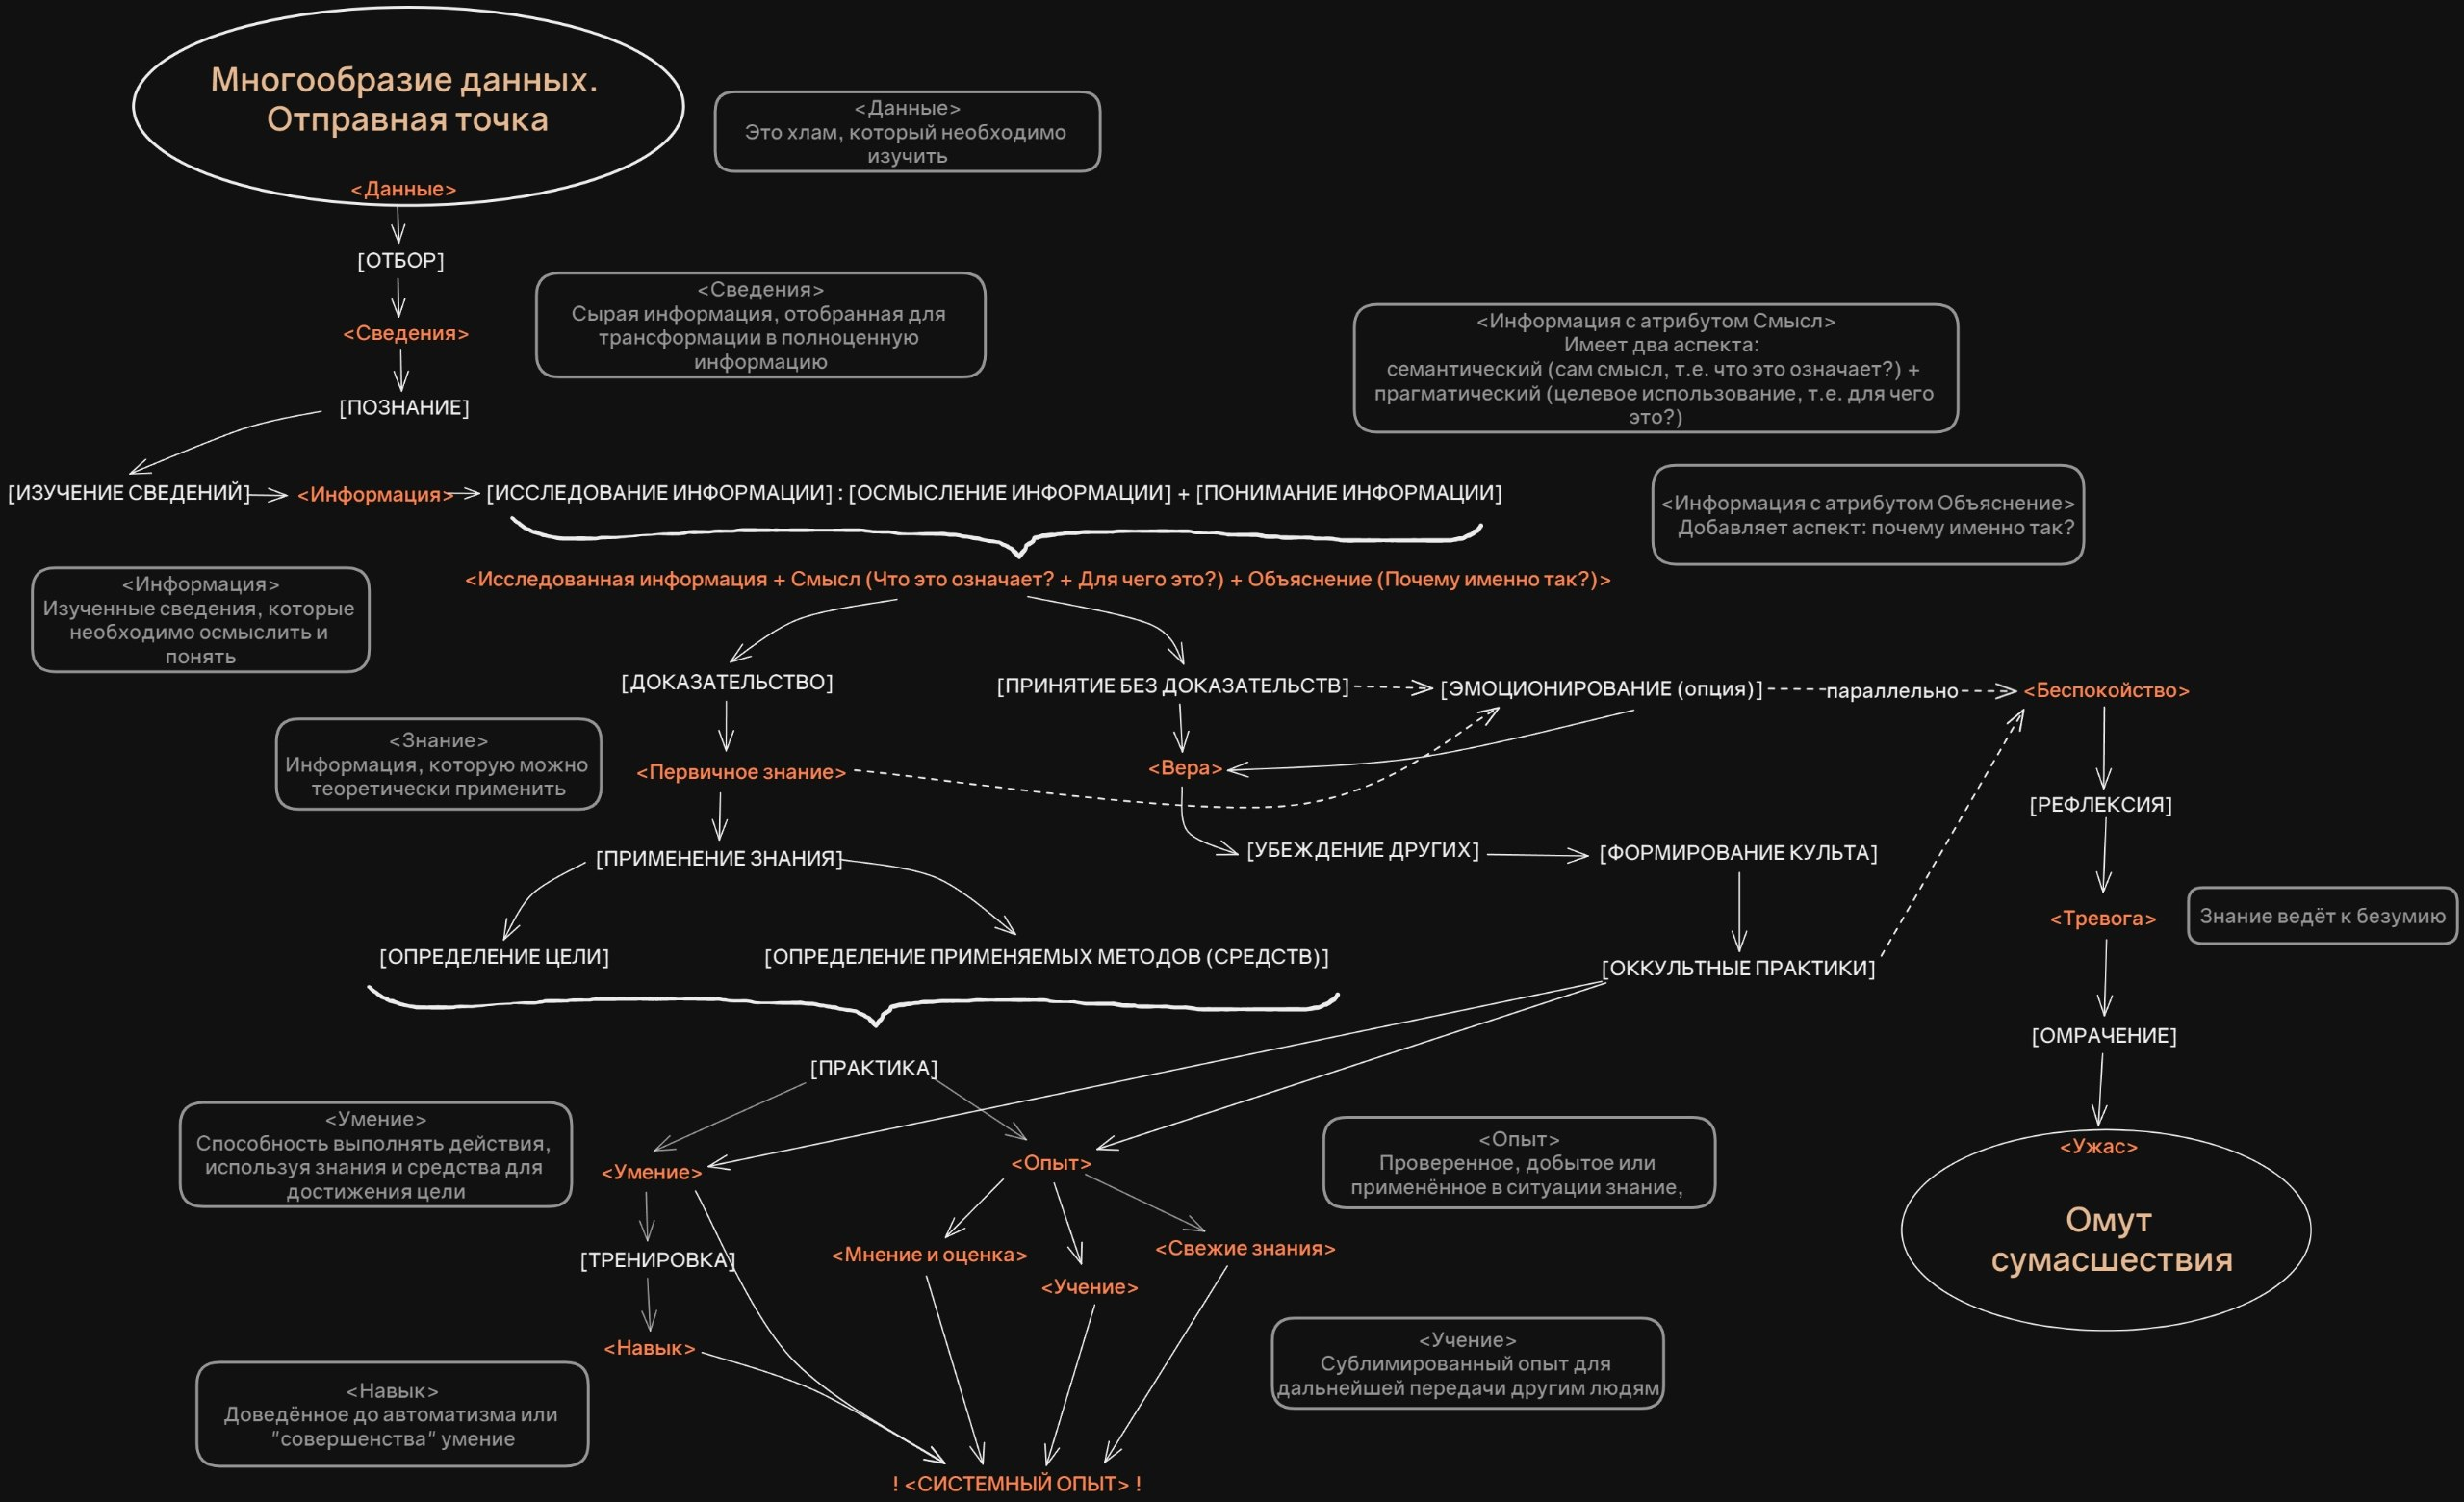 Многообразие данных.
Отправная точка
<Данные>
<Данные>
Это хлам, который необходимо
изучить
[ОТБОР]
<Сведения>
<Сведения>
Сырая информация, отобранная для
трансформации в полноценную
информацию
<Информация с атрибутом Смысл>
Имеет два аспекта:
семантический (сам смысл, т.е. что это означает?) +
прагматический (целевое использование, т.е. для чего
это?)
[ПОЗНАНИЕ]
[ИЗУЧЕНИЕ СВЕДЕНИЙ]
<Информация>
[ИССЛЕДОВАНИЕ ИНФОРМАЦИИ] : [ОСМЫСЛЕНИЕ ИНФОРМАЦИИ] + [ПОНИМАНИЕ ИНФОРМАЦИИ]
<Информация с атрибутом Объяснение>
Добавляет аспект: почему именно так?
<Исследованная информация + Смысл (Что это означает? + Для чего это?) + Объяснение (Почему именно так?)>
<Информация>
Изученные сведения, которые
необходимо осмыслить и
понять
[ДОКАЗАТЕЛЬСТВО]
[ПРИНЯТИЕ БЕЗ ДОКАЗАТЕЛЬСТВ]
[ЭМОЦИОНИРОВАНИЕ (опция)]
параллельно
<Беспокойство>
<Знание>
Информация, которую можно
теоретически применить
<Первичное знание>
<Вера>
[РЕФЛЕКСИЯ]
[ПРИМЕНЕНИЕ ЗНАНИЯ]
[УБЕЖДЕНИЕ ДРУГИХ]
[ФОРМИРОВАНИЕ КУЛЬТА]
<Тревога>
Знание ведёт к безумию
[ОПРЕДЕЛЕНИЕ ЦЕЛИ]
[ОПРЕДЕЛЕНИЕ ПРИМЕНЯЕМЫХ МЕТОДОВ (СРЕДСТВ)]
[ОККУЛЬТНЫЕ ПРАКТИКИ]
[ОМРАЧЕНИЕ]
[ПРАКТИКА]
<Умение>
Способность выполнять действия,
используя знания и средства для
достижения цели
<Умение>
<Опыт>
<Опыт>
Проверенное, добытое или
применённое в ситуации знание,
<Ужас>
Омут
сумасшествия
[ТРЕНИРОВКА]
<Мнение и оценка>
<Учение>
<Свежие знания>
<Навык>
<Учение>
Сублимированный опыт для
дальнейшей передачи другим людям
<Навык>
Доведённое до автоматизма или
"совершенства" умение
! <СИСТЕМНЫЙ ОПЫТ> !